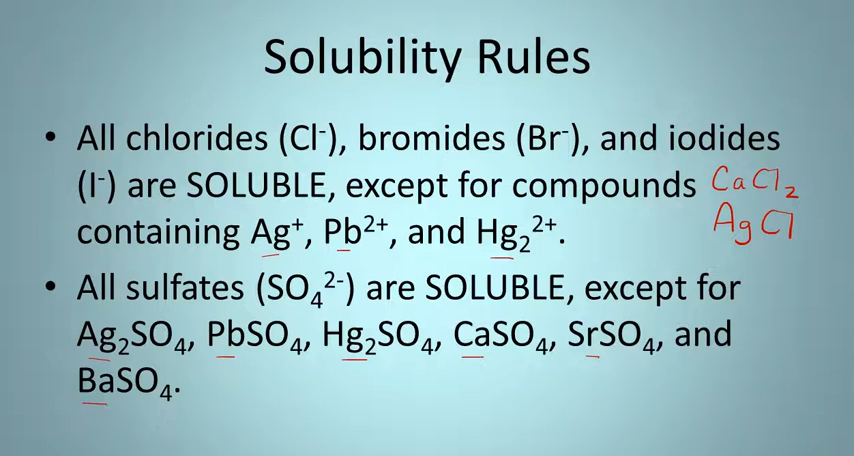 Solubility Rules
• All chlorides (Cl⁻), bromides (Br⁻), and iodides
(I⁻) are SOLUBLE, except for compounds
containing Ag⁺, Pb²⁺, and Hg₂²⁺.
CaCl₂
AgCl
• All sulfates (SO₄²⁻) are SOLUBLE, except for
Ag₂SO₄, PbSO₄, Hg₂SO₄, CaSO₄, SrSO₄, and
BaSO₄.